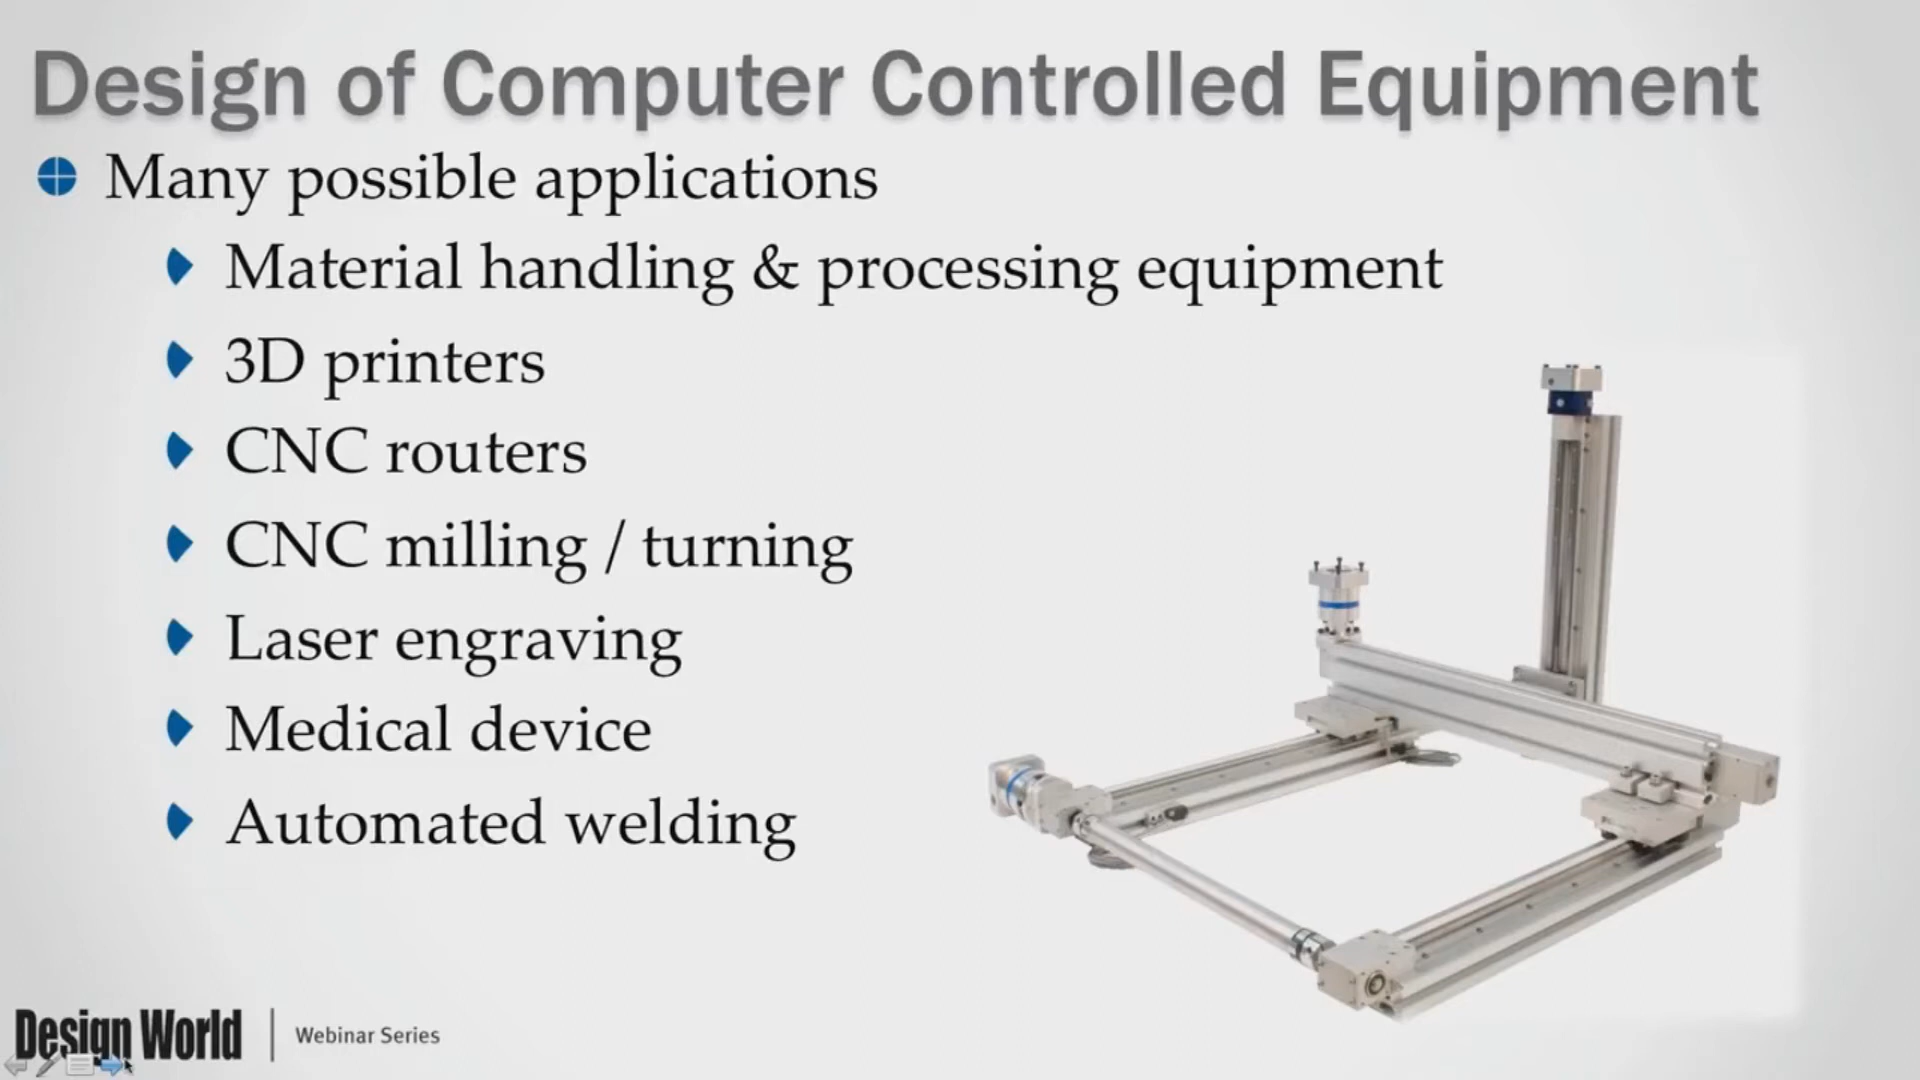 Design of Computer Controlled Equipment
Many possible applications
Material handling & processing equipment
3D printers
CNC routers
CNC milling / turning
Laser engraving
Medical device
Automated welding
Design World | Webinar Series